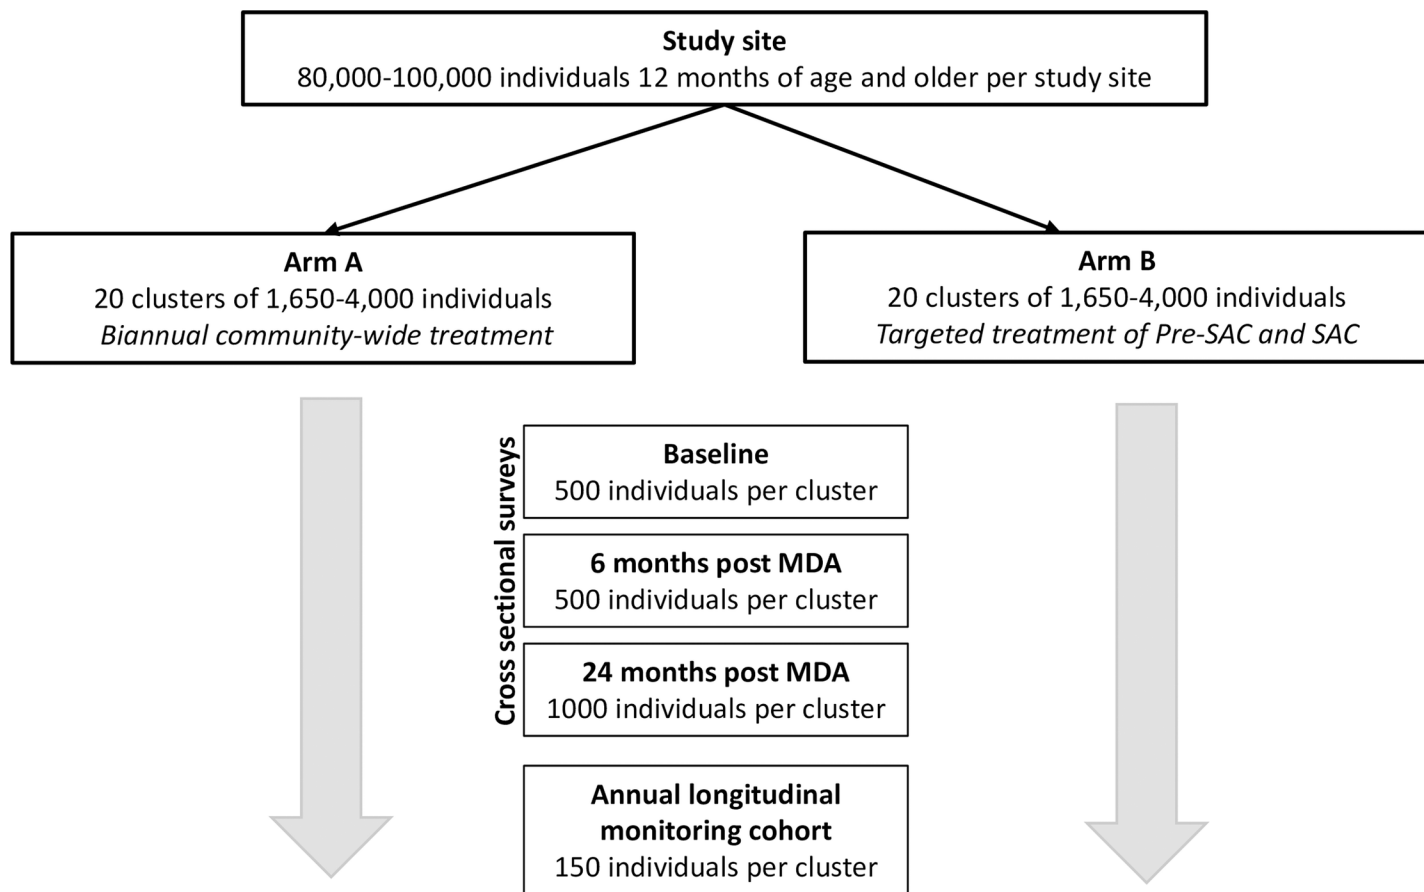 Study site
80,000-100,000 individuals 12 months of age and older per study site
Arm A
20 clusters of 1,650-4,000 individuals
Biannual community-wide treatment
Arm B
20 clusters of 1,650-4,000 individuals
Targeted treatment of Pre-SAC and SAC
Cross sectional surveys
Baseline
500 individuals per cluster
6 months post MDA
500 individuals per cluster
24 months post MDA
1000 individuals per cluster
Annual longitudinal
monitoring cohort
150 individuals per cluster